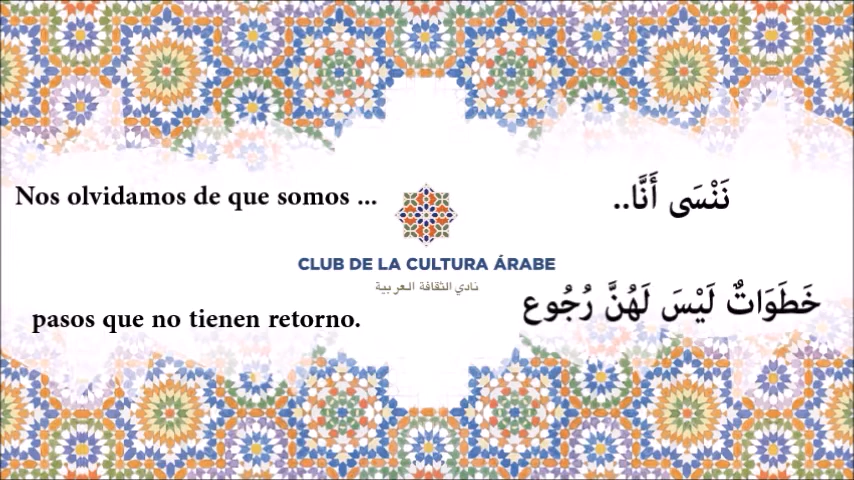 Nos olvidamos de que somos ...
نَنْسَى أَنَّا..
CLUB DE LA CULTURA ÁRABE
نادي الثقافة العربية
pasos que no tienen retorno.
خَطَوَاتٌ لَيْسَ لَهُنَّ رُجُوع